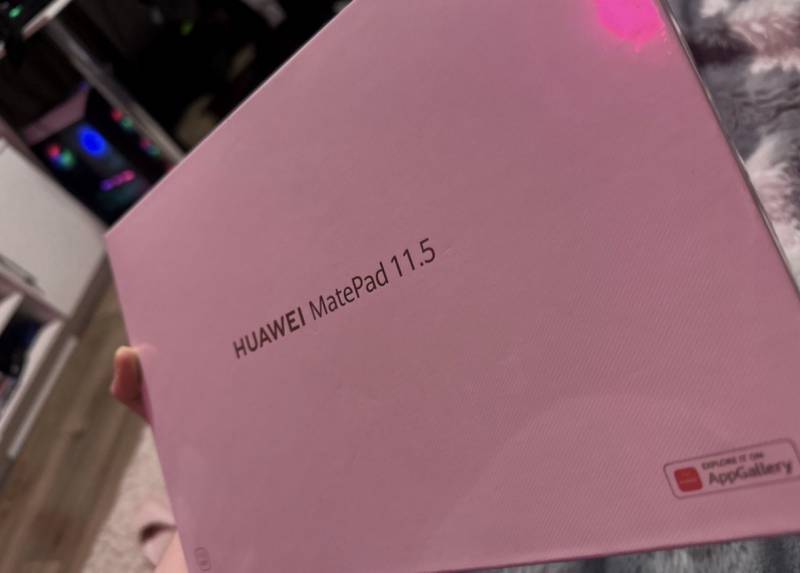 HUAWEI MatePad 11.5
EXPLORE IT ON
AppGallery